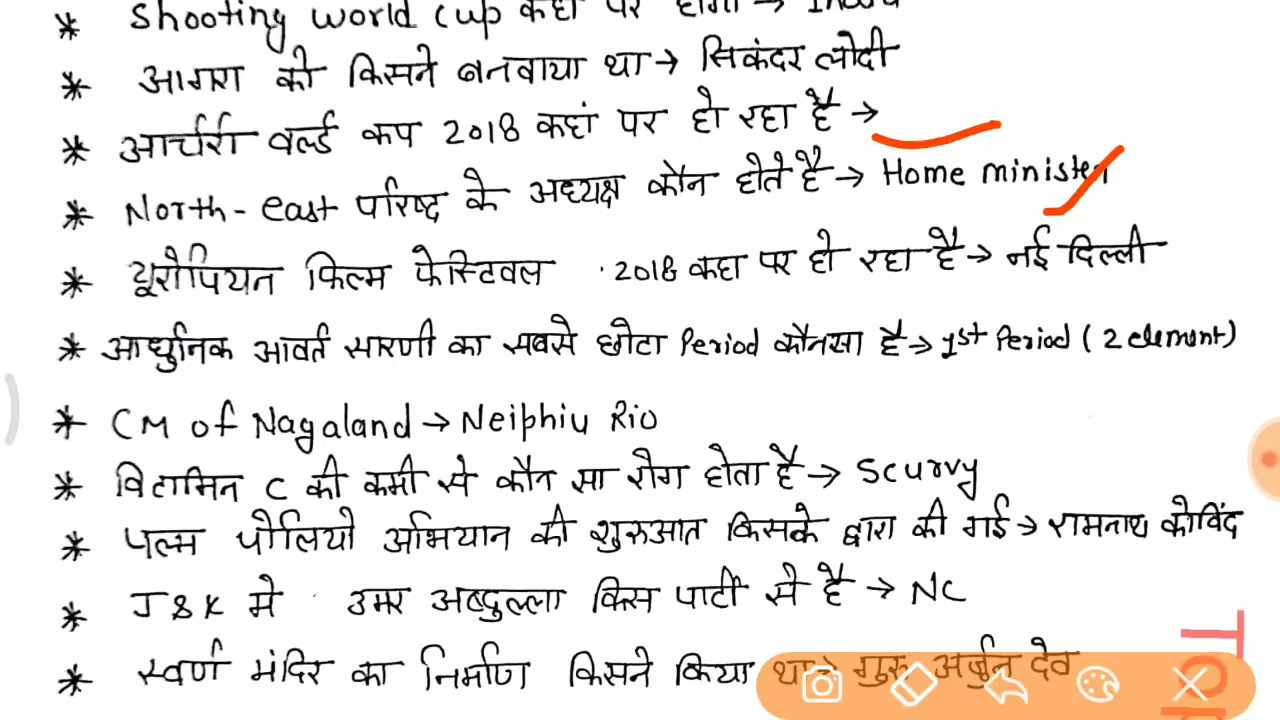 * Shooting world cup कहां पर होगा →
* आगरा को किसने बनवाया था → सिकंदर लोदी
* आर्चरी वर्ल्ड कप 2018 कहां पर हो रहा है →
* North-east परिषद के अध्यक्ष कौन होते है → Home minister
* यूरोपियन फिल्म फेस्टिवल 2018 कहा पर हो रहा है → नई दिल्ली
* आधुनिक आवर्त सारणी का सबसे छोटा Period कौनसा है → 1st Period ( 2 element )
* CM of Nagaland → Neiphiu Rio
* विटामिन C की कमी से कौन सा रोग होता है → Scurvy
* पल्स पोलियो अभियान की शुरुआत किसके द्वारा की गई → रामनाथ कोविंद
* J & K मे उमर अब्दुल्ला किस पार्टी से है → NC
* स्वर्ण मंदिर का निर्माण किसने किया था → गुरु अर्जुन देव